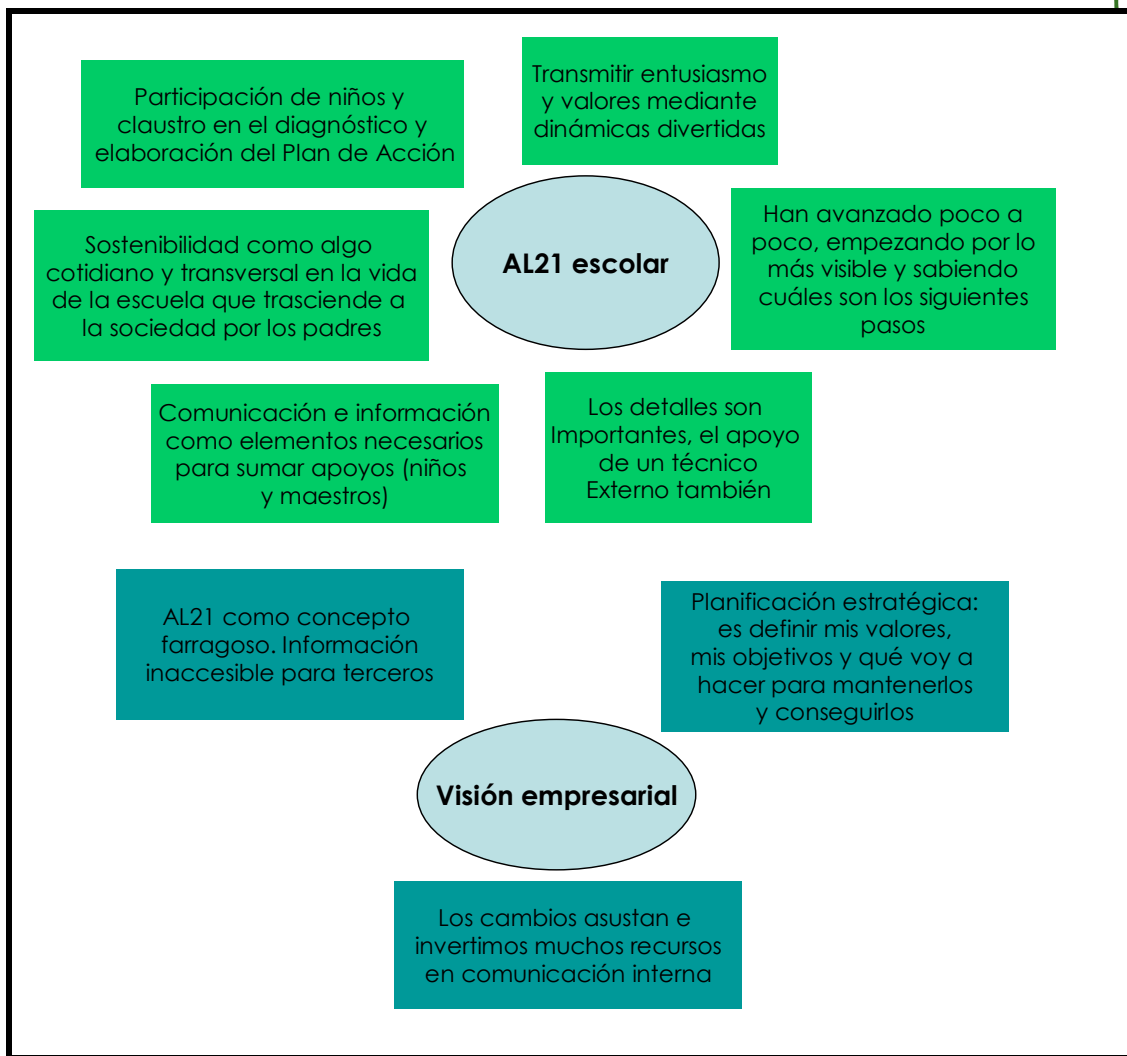 Participación de niños y
claustro en el diagnóstico y
elaboración del Plan de Acción
Transmitir entusiasmo
y valores mediante
dinámicas divertidas
Sostenibilidad como algo
cotidiano y transversal en la vida
de la escuela que trasciende a
la sociedad por los padres
AL21 escolar
Han avanzado poco a
poco, empezando por lo
más visible y sabiendo
cuáles son los siguientes
pasos
Comunicación e información
como elementos necesarios
para sumar apoyos (niños
y maestros)
Los detalles son
Importantes, el apoyo
de un técnico
Externo también
AL21 como concepto
farragoso. Información
inaccesible para terceros
Planificación estratégica:
es definir mis valores,
mis objetivos y qué voy a
hacer para mantenerlos
y conseguirlos
Visión empresarial
Los cambios asustan e
invertimos muchos recursos
en comunicación interna